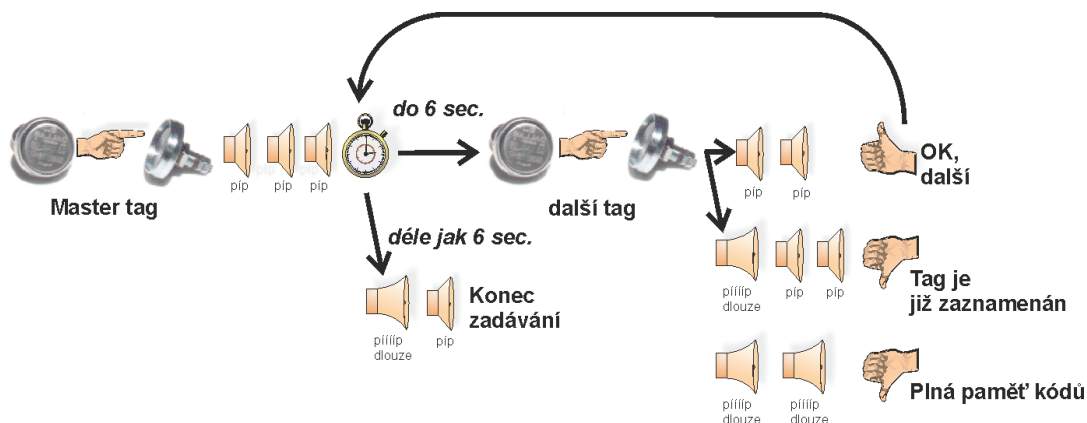 do 6 sec.
píp
píp
píp
píp
píp
OK,
další
Master tag
další tag
déle jak 6 sec.
Konec
zadávání
pííííp
dlouze
píp
pííííp
dlouze
píp
píp
Tag je
již zaznamenán
pííííp
dlouze
pííííp
dlouze
Plná paměť kódů